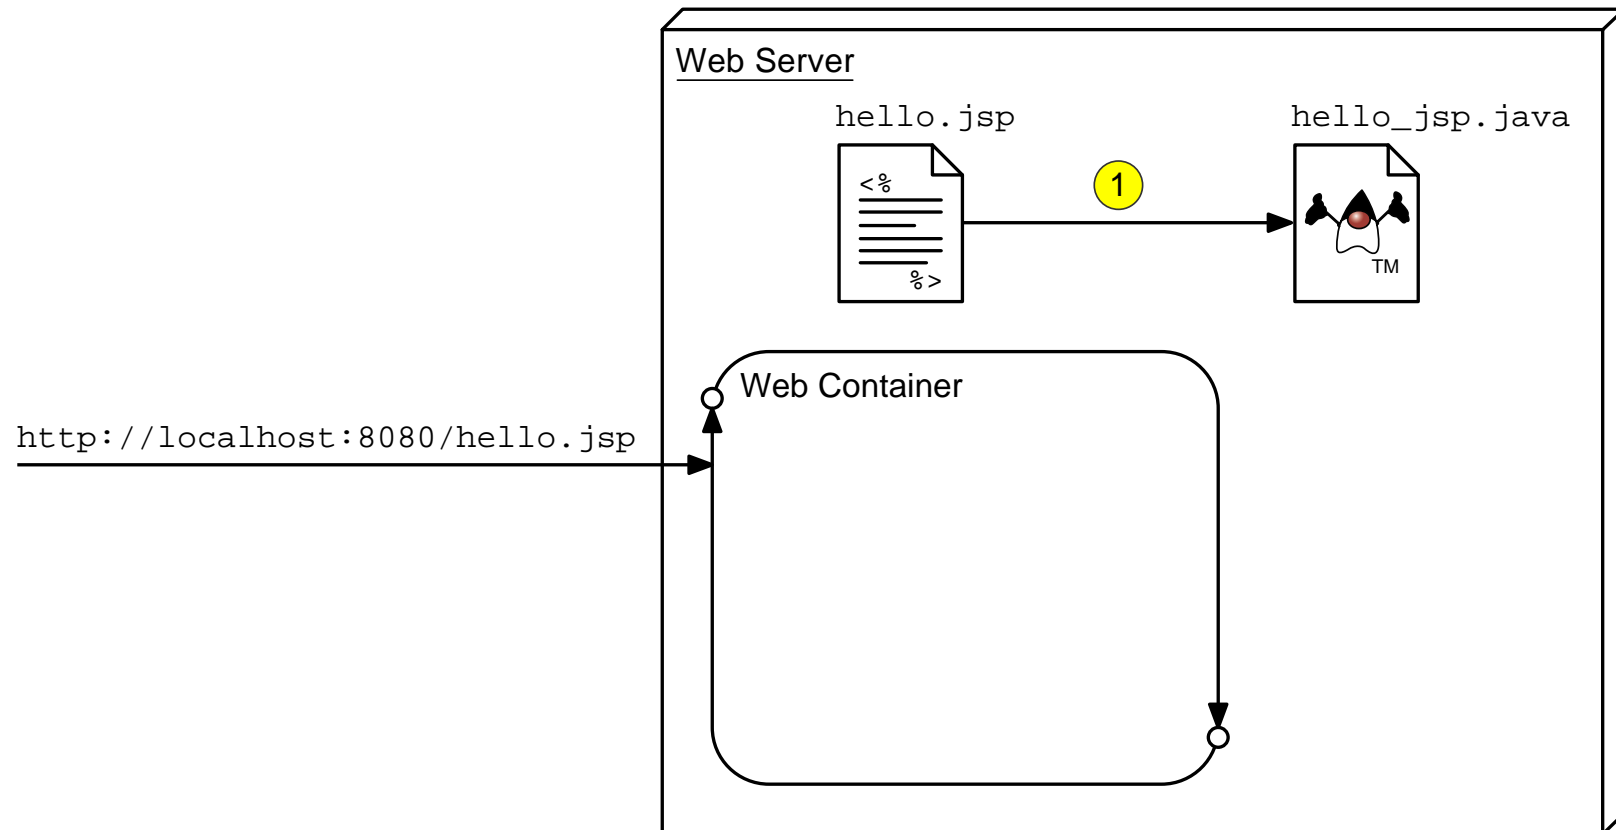 Web Server
hello.jsp
hello_jsp.java
<%
1
%>
TM
Web Container
http://localhost:8080/hello.jsp